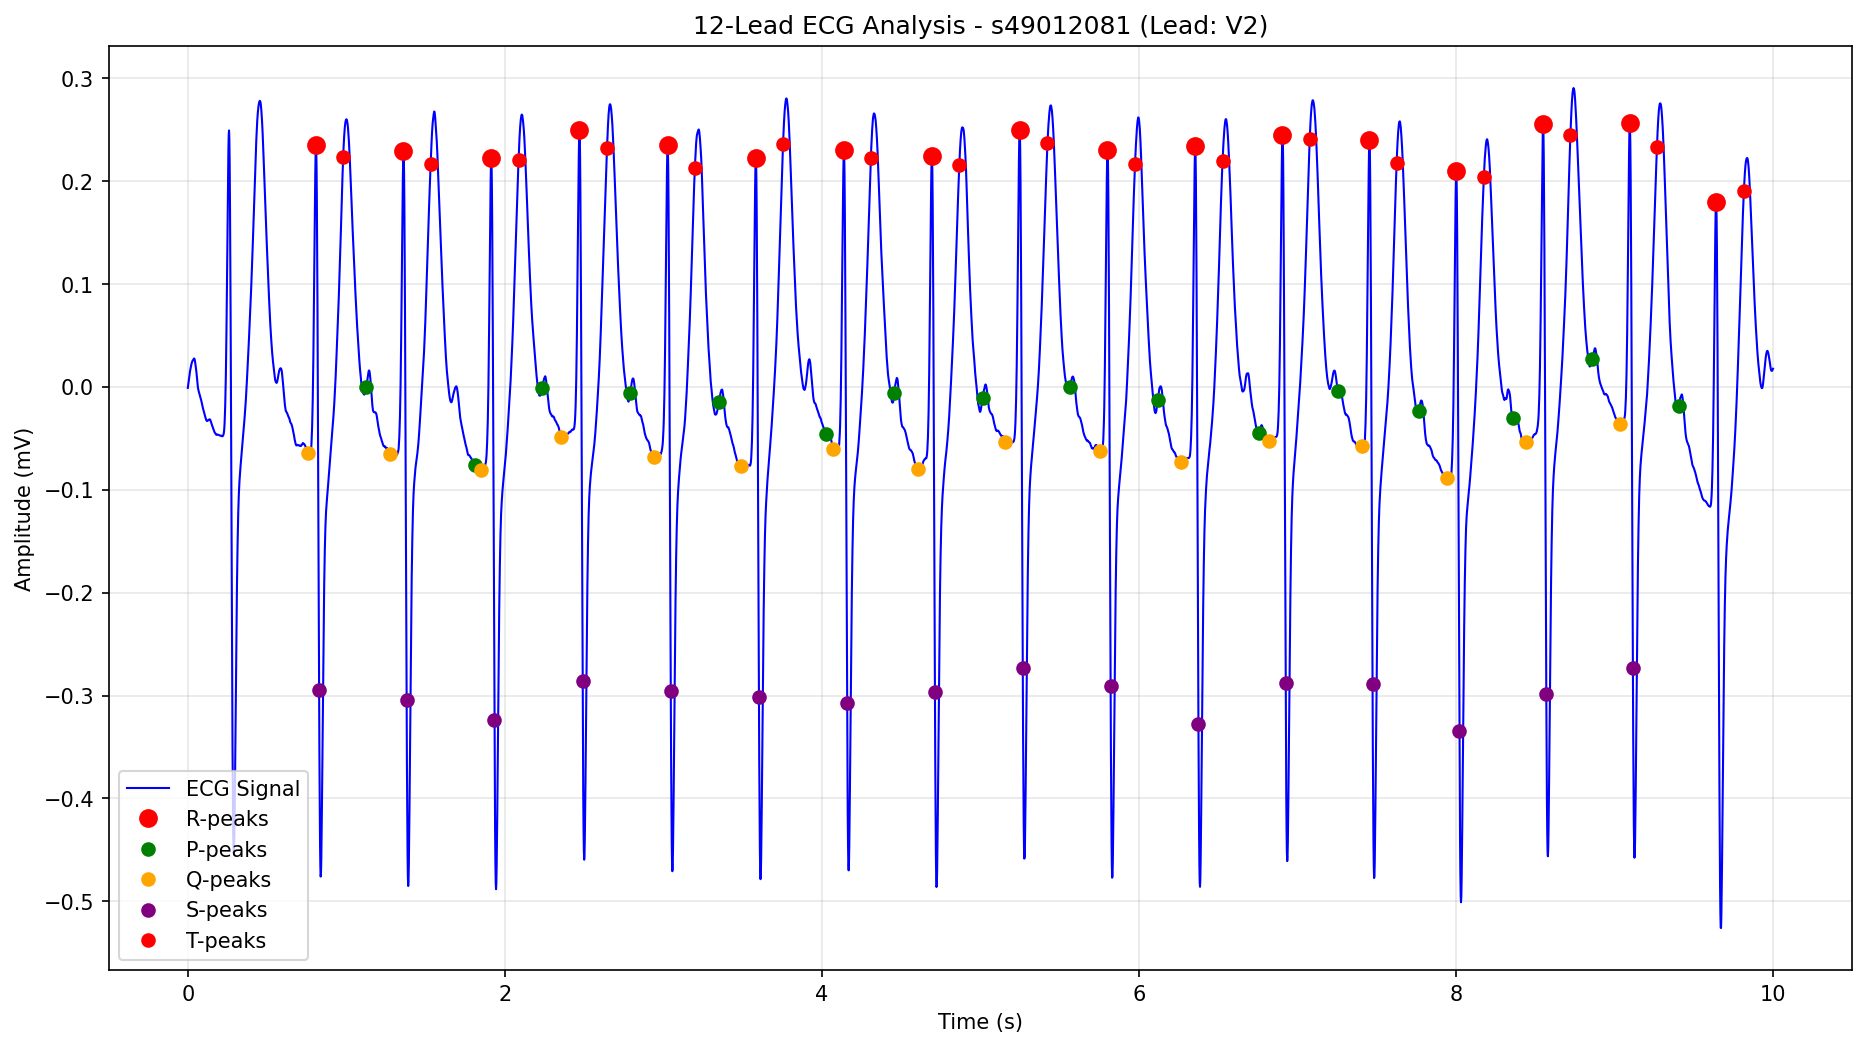 12-Lead ECG Analysis - s49012081 (Lead: V2)
Amplitude (mV)
0.3
0.2
0.1
0.0
−0.1
−0.2
−0.3
−0.4
−0.5
ECG Signal
R-peaks
P-peaks
Q-peaks
S-peaks
T-peaks
0 2 4 6 8 10
Time (s)